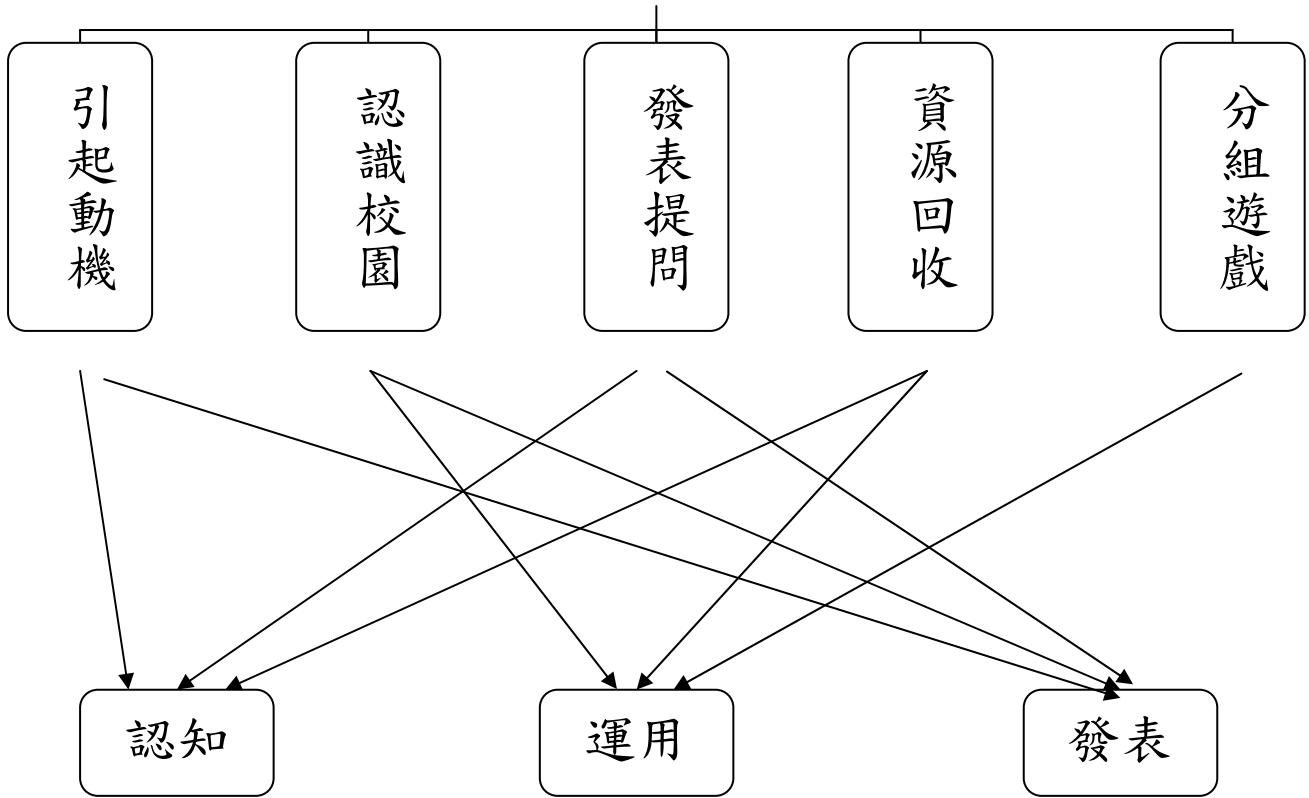 引起動機
認識校園
發表提問
資源回收
分組遊戲
認知
運用
發表